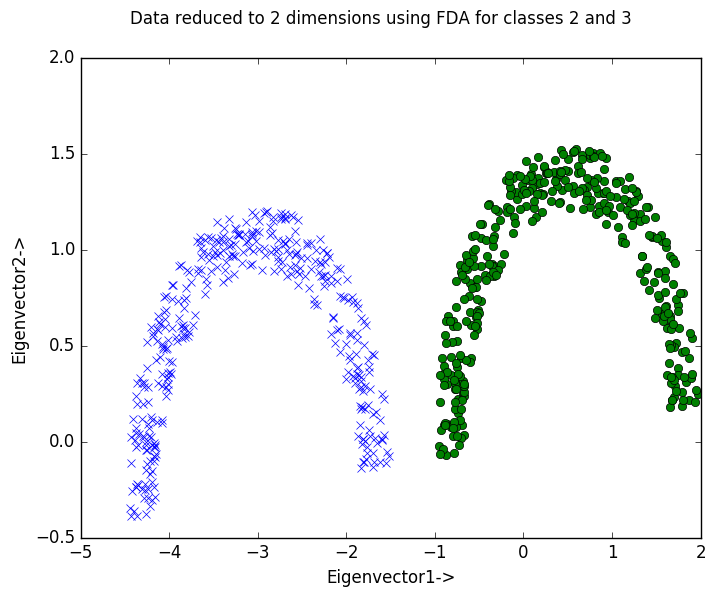 Data reduced to 2 dimensions using FDA for classes 2 and 3
2.0
1.5
1.0
0.5
0.0
−0.5
Eigenvector2->
−5 −4 −3 −2 −1 0 1 2
Eigenvector1->